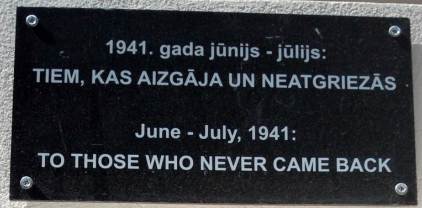 1941. gada jūnijs - jūlijs:
TIEM, KAS AIZGĀJA UN NEATGRIEZĀS
June - July, 1941:
TO THOSE WHO NEVER CAME BACK